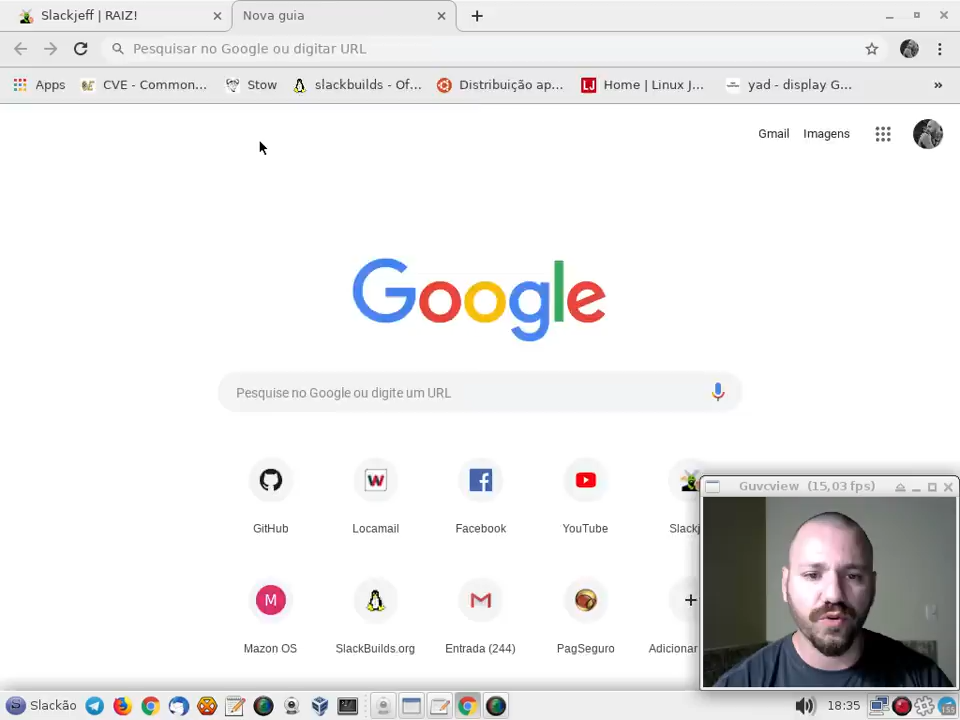 Slackjeff | RAIZ!
Nova guia
Pesquisar no Google ou digitar URL
Apps
CVE - Common...
Stow
slackbuilds - Of...
Distribuição ap...
LJ
Home | Linux J...
yad - display G...
»
Gmail
Imagens
Google
Pesquise no Google ou digite um URL
W
GitHub
Locamail
Facebook
YouTube
Slackj
Guvcview (15,03 fps)
M
Mazon OS
SlackBuilds.org
Entrada (244)
PagSeguro
Adicionar
Slackão
18:35
155